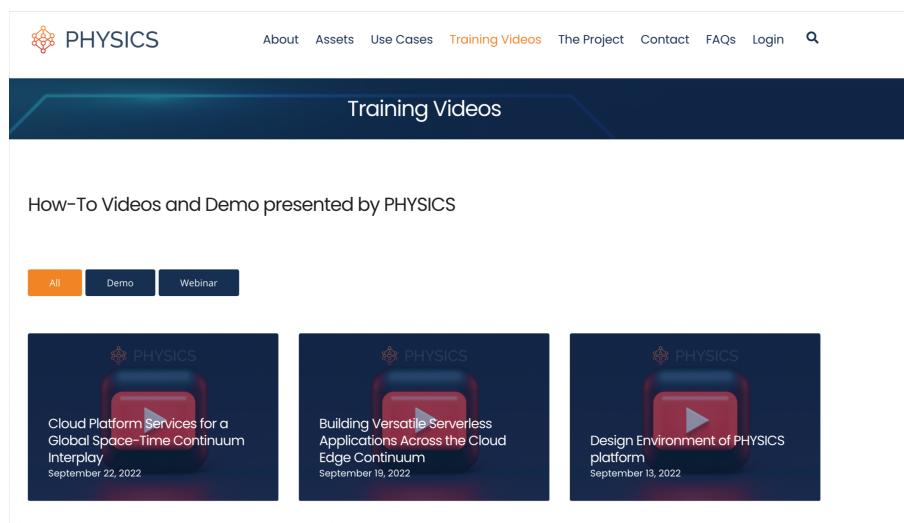 PHYSICS
About Assets Use Cases Training Videos The Project Contact FAQs Login
Training Videos
How-To Videos and Demo presented by PHYSICS
All Demo Webinar
PHYSICS
Cloud Platform Services for a
Global Space-Time Continuum
Interplay
September 22, 2022
PHYSICS
Building Versatile Serverless
Applications Across the Cloud
Edge Continuum
September 19, 2022
PHYSICS
Design Environment of PHYSICS
platform
September 13, 2022